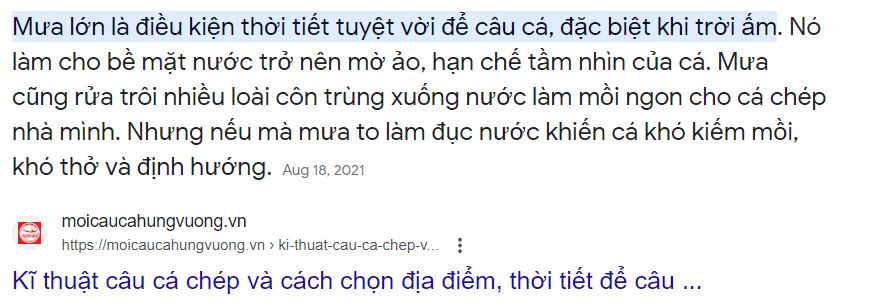 Mưa lớn là điều kiện thời tiết tuyệt vời để câu cá, đặc biệt khi trời ấm. Nó
làm cho bề mặt nước trở nên mờ ảo, hạn chế tầm nhìn của cá. Mưa
cũng rửa trôi nhiều loài côn trùng xuống nước làm mồi ngon cho cá chép
nhà mình. Nhưng nếu mà mưa to làm đục nước khiến cá khó kiếm mồi,
khó thở và định hướng. Aug 18, 2021
moicaucahungvuong.vn
https://moicaucahungvuong.vn › ki-thuat-cau-ca-chep-v...
Kĩ thuật câu cá chép và cách chọn địa điểm, thời tiết để câu ...